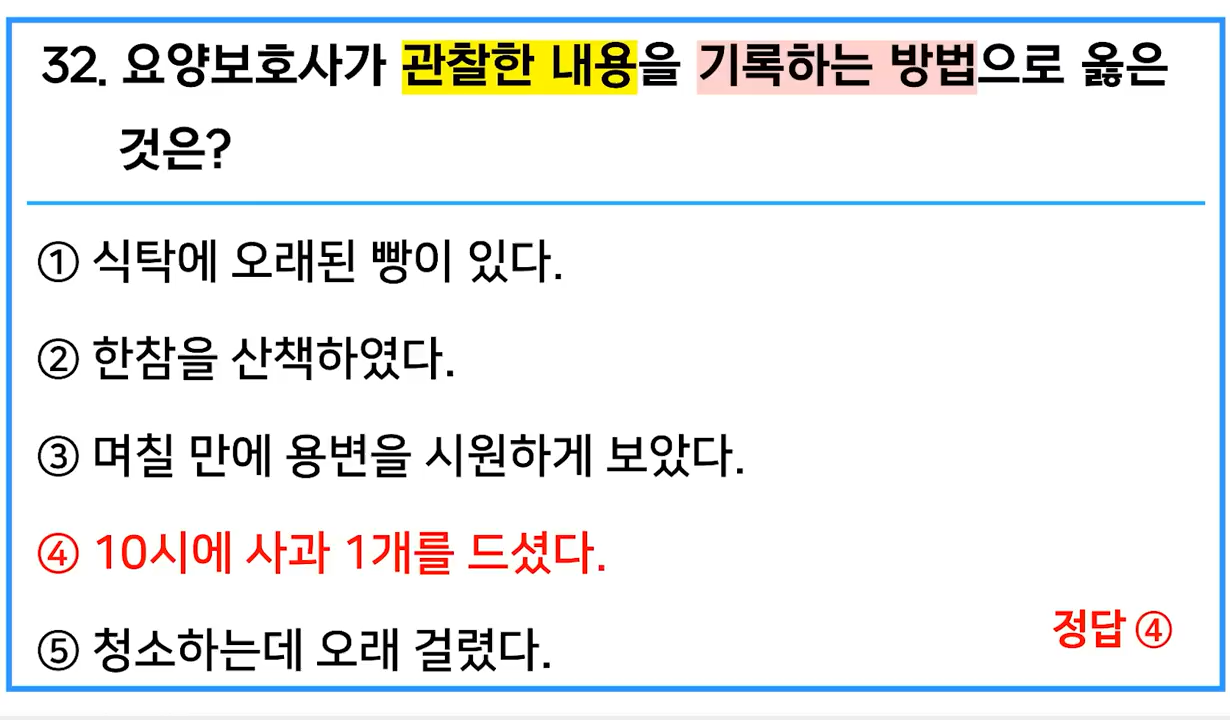 32. 요양보호사가 관찰한 내용을 기록하는 방법으로 옳은
것은?
① 식탁에 오래된 빵이 있다.
② 한참을 산책하였다.
③ 며칠 만에 용변을 시원하게 보았다.
④ 10시에 사과 1개를 드셨다.
⑤ 청소하는데 오래 걸렸다.
정답 ④